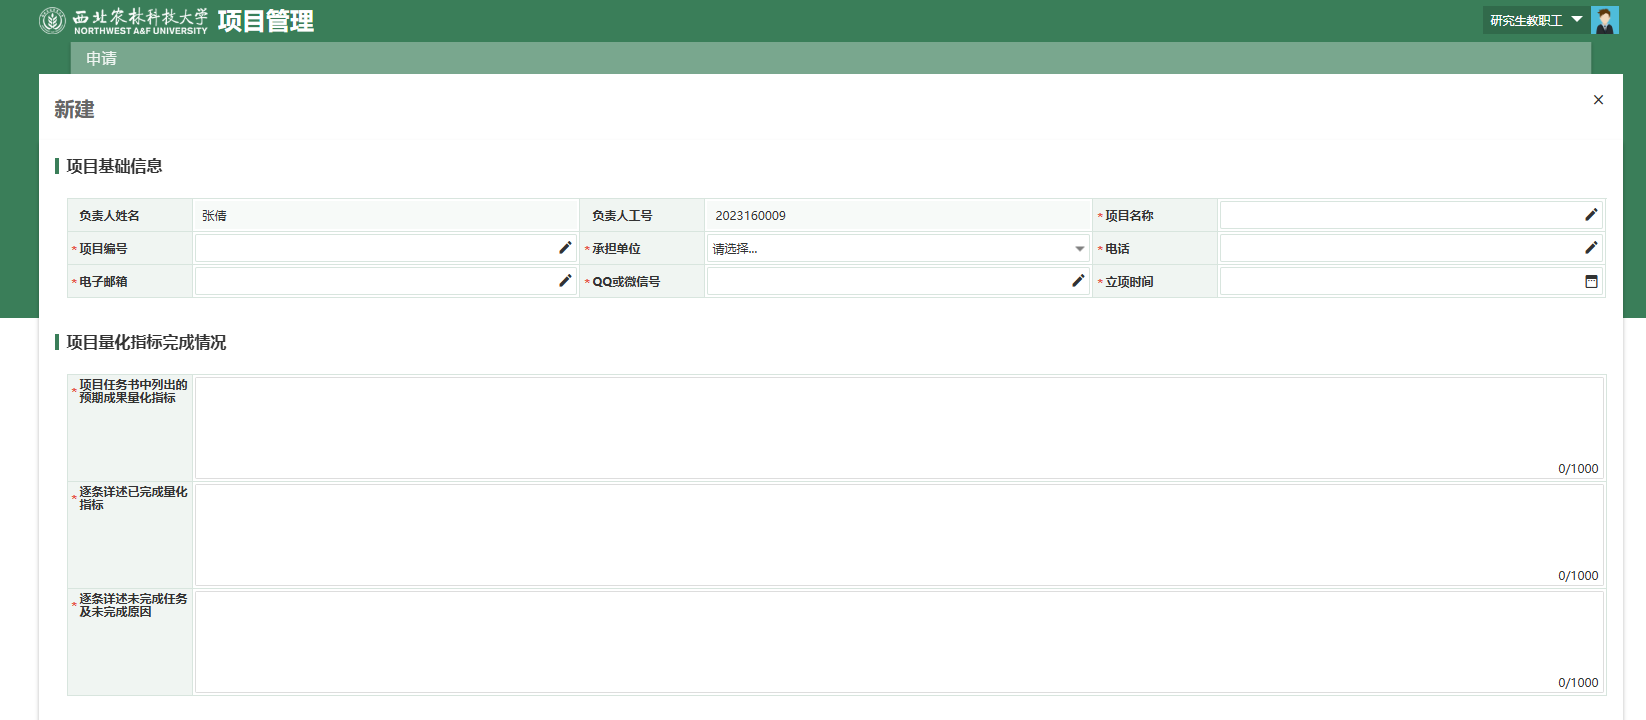 西北农林科技大学 项目管理
NORTHWEST A&F UNIVERSITY
研究生教职工
申请
新建
项目基础信息
负责人姓名 张倩 负责人工号 2023160009 *项目名称
*项目编号 *承担单位 请选择... *电话
*电子邮箱 *QQ或微信号 *立项时间
项目量化指标完成情况
*项目任务书中列出的
预期成果量化指标
0/1000
*逐条详述已完成量化
指标
0/1000
*逐条详述未完成任务
及未完成原因
0/1000